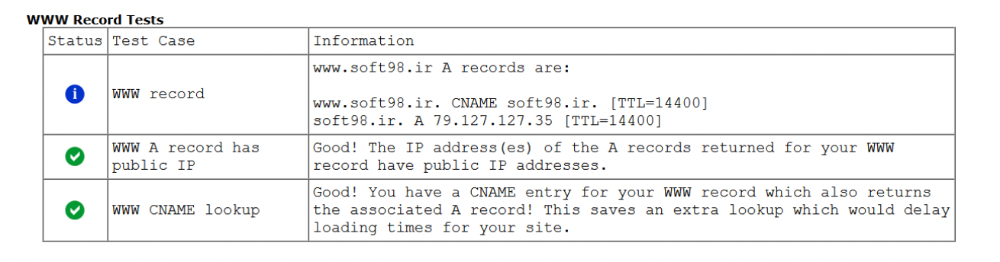 WWW Record Tests
Status Test Case Information
WWW record
www.soft98.ir A records are:
www.soft98.ir. CNAME soft98.ir. [TTL=14400]
soft98.ir. A 79.127.127.35 [TTL=14400]
WWW A record has
public IP
Good! The IP address(es) of the A records returned for your WWW
record have public IP addresses.
WWW CNAME lookup
Good! You have a CNAME entry for your WWW record which also returns
the associated A record! This saves an extra lookup which would delay
loading times for your site.